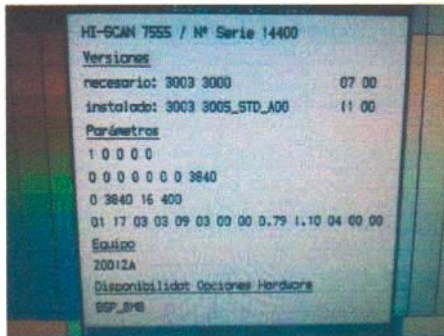 HI-SCAN 7555 / Nº Serie 14400
Versiones
necesario: 3003 3000 07 00
instalado: 3003 3005_STD_A00 11 00
Parámetros
1 0 0 0 0
0 0 0 0 0 0 0 3840
0 3840 16 400
01 17 03 03 09 03 00 00 0.79 1.10 04 00 00
Equipo
20012A
Disponibilidat Opciones Hardware